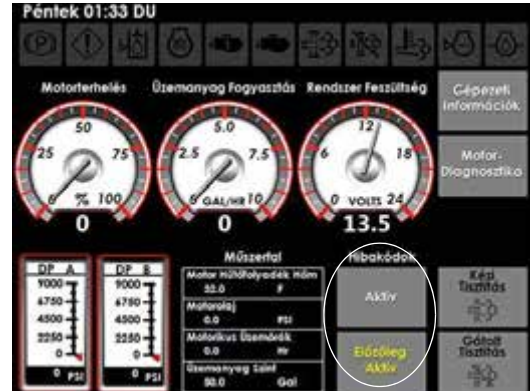 Péntek 01:33 DU
Motorterhelés
Üzemanyag Fogyasztás
Rendszer Feszültség
Gépezeti
Információk
Motor-
Diagnosztika
25
50
75
0
%
100
0
2.5
5.0
7.5
0
GAL/HR
10
0
6
12
18
0
VOLTS
24
13.5
DP A
9000
6750
4500
2250
0
0 PSI
DP B
9000
6750
4500
2250
0
0 PSI
Műszerfal
Motor Hűtőfolyadék Hőm
52.0 F
Motorolaj
0.0 PSI
Motorikus Üzemórák
0.0 Hr
Üzemanyag Szint
50.0 Gal
Hibakódok
Aktív
Előzőleg
Aktív
Kézi
Tisztítás
Gátolt
Tisztítás